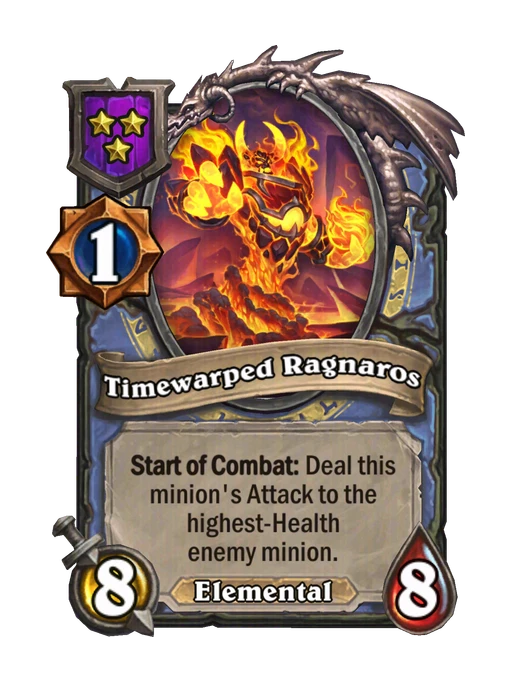 1
Timewarped Ragnaros
Start of Combat: Deal this
minion's Attack to the
highest-Health
enemy minion.
8
Elemental
8